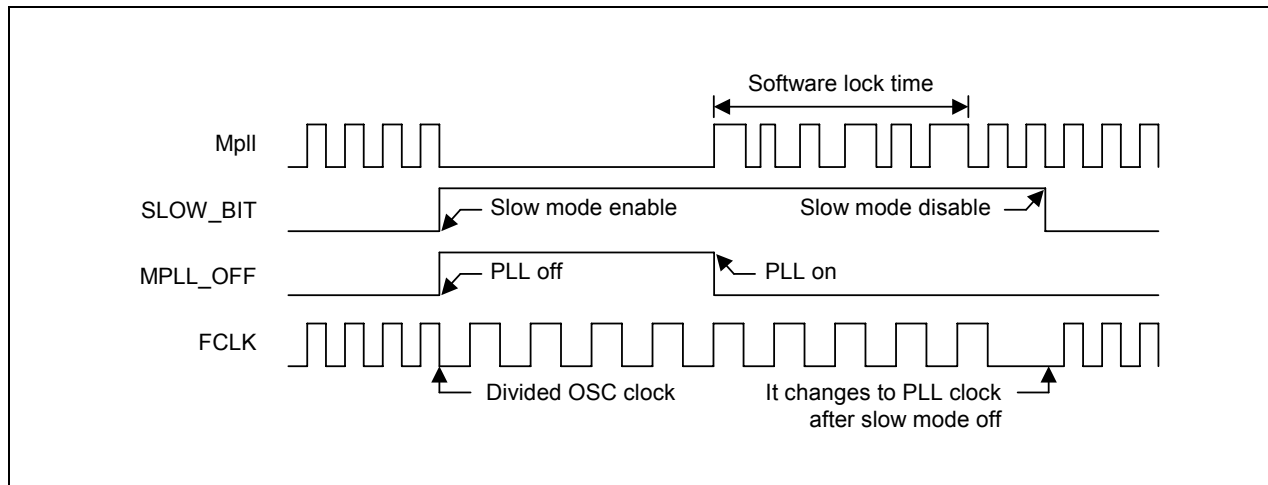 Software lock time
Mpll
SLOW_BIT
Slow mode enable
Slow mode disable
MPLL_OFF
PLL off
PLL on
FCLK
Divided OSC clock
It changes to PLL clock
after slow mode off